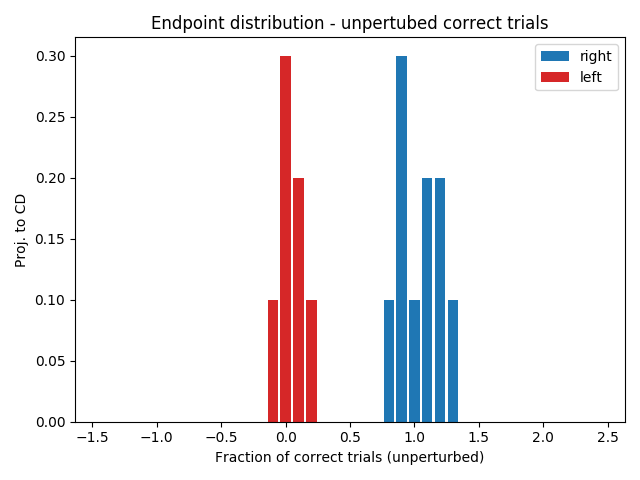 Endpoint distribution - unpertubed correct trials
right
left
Proj. to CD
0.30
0.25
0.20
0.15
0.10
0.05
0.00
−1.5 −1.0 −0.5 0.0 0.5 1.0 1.5 2.0 2.5
Fraction of correct trials (unperturbed)